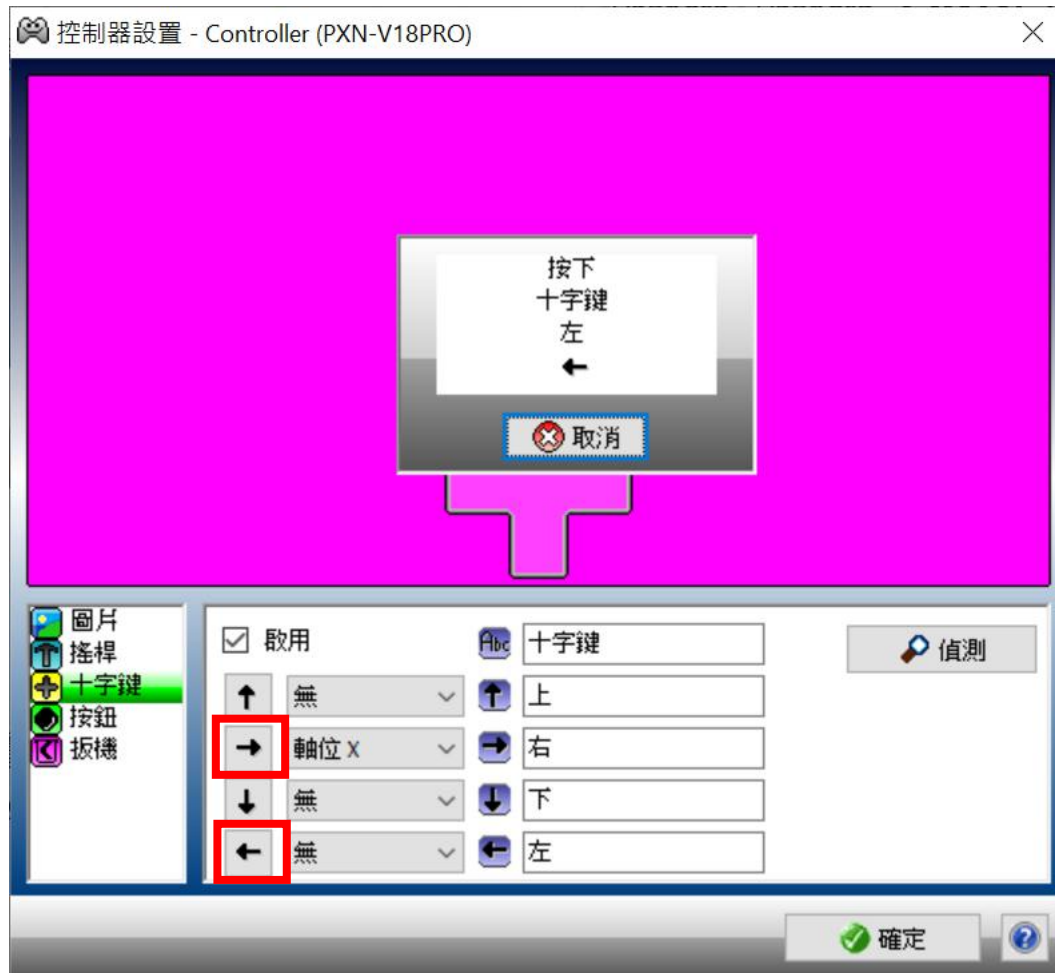 控制器設置 - Controller (PXN-V18PRO)
按下
十字鍵
左
取消
圖片
搖桿
十字鍵
按鈕
扳機
啟用
Abc 十字鍵
偵測
無
上
軸位 X
右
無
下
無
左
確定
?